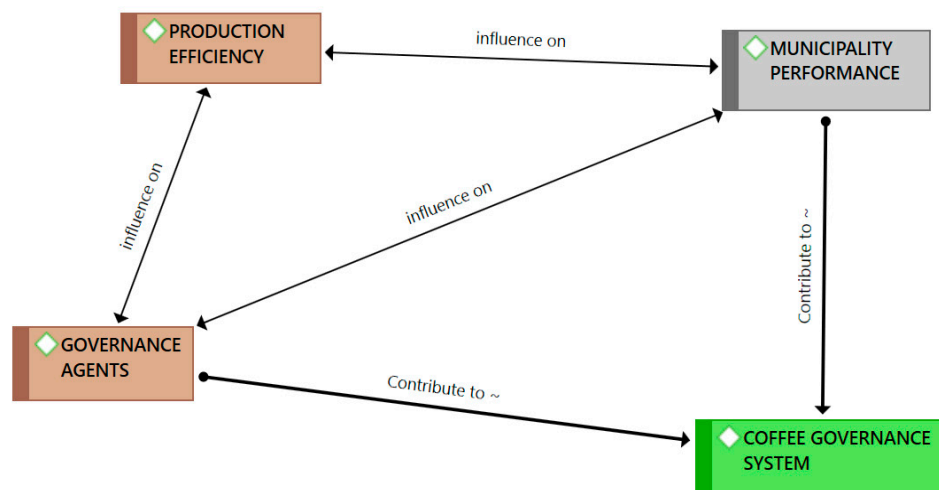 PRODUCTION
EFFICIENCY
influence on
MUNICIPALITY
PERFORMANCE
influence on
influence on
Contribute to ~
GOVERNANCE
AGENTS
Contribute to ~
COFFEE GOVERNANCE
SYSTEM